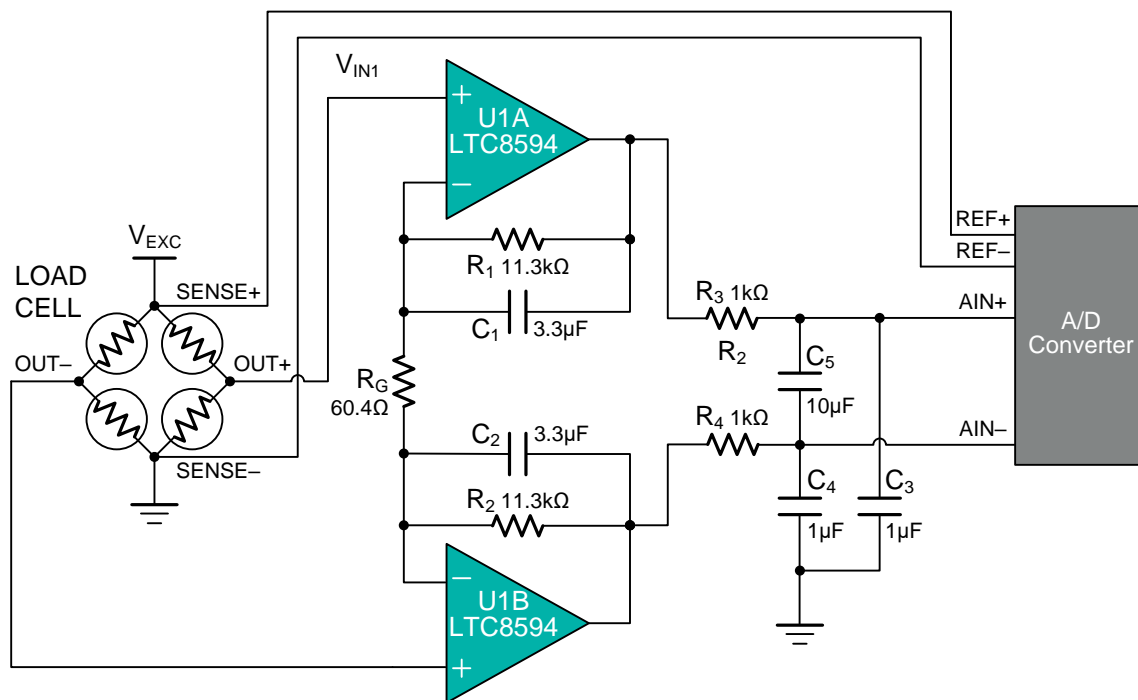 VIN1
U1A
LTC8594
+
−
REF+
REF–
VEXC
LOAD
CELL
SENSE+
R1 11.3kΩ
R3 1kΩ
R2
AIN+
A/D
Converter
C1
3.3µF
OUT–
OUT+
RG
60.4Ω
C5
10µF
R4 1kΩ
AIN–
C2
3.3µF
SENSE–
R2 11.3kΩ
C4
1µF
C3
1µF
−
U1B
LTC8594
+